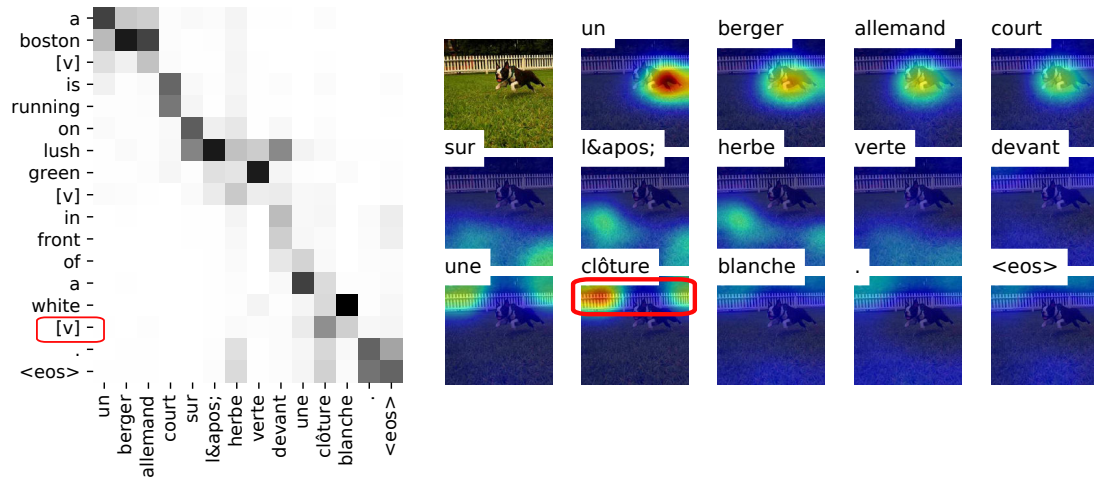 a
boston
[v]
is
running
on
lush
green
[v]
in
front
of
a
white
[v]
.
<eos>
un
berger
allemand
court
sur
l&apos;
herbe
verte
devant
une
clôture
blanche
.
<eos>
un berger allemand court
sur l&apos; herbe verte devant
une clôture blanche . <eos>